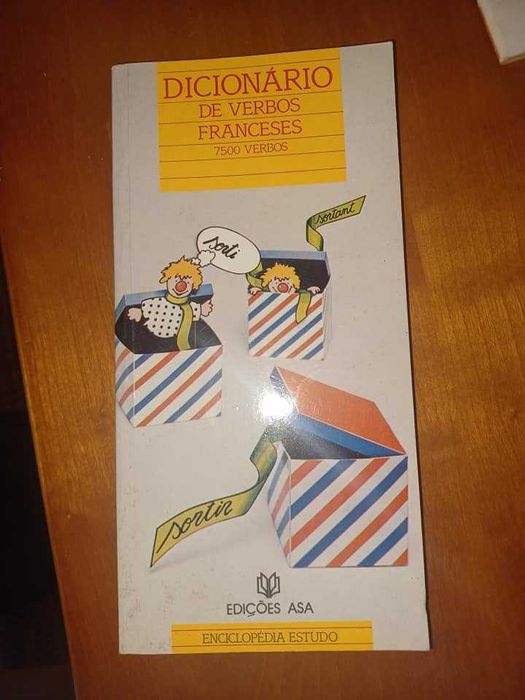 DICIONÁRIO
DE VERBOS
FRANCESES
7500 VERBOS
sortant
sorti
sortir
EDIÇÕES ASA
ENCICLOPÉDIA ESTUDO